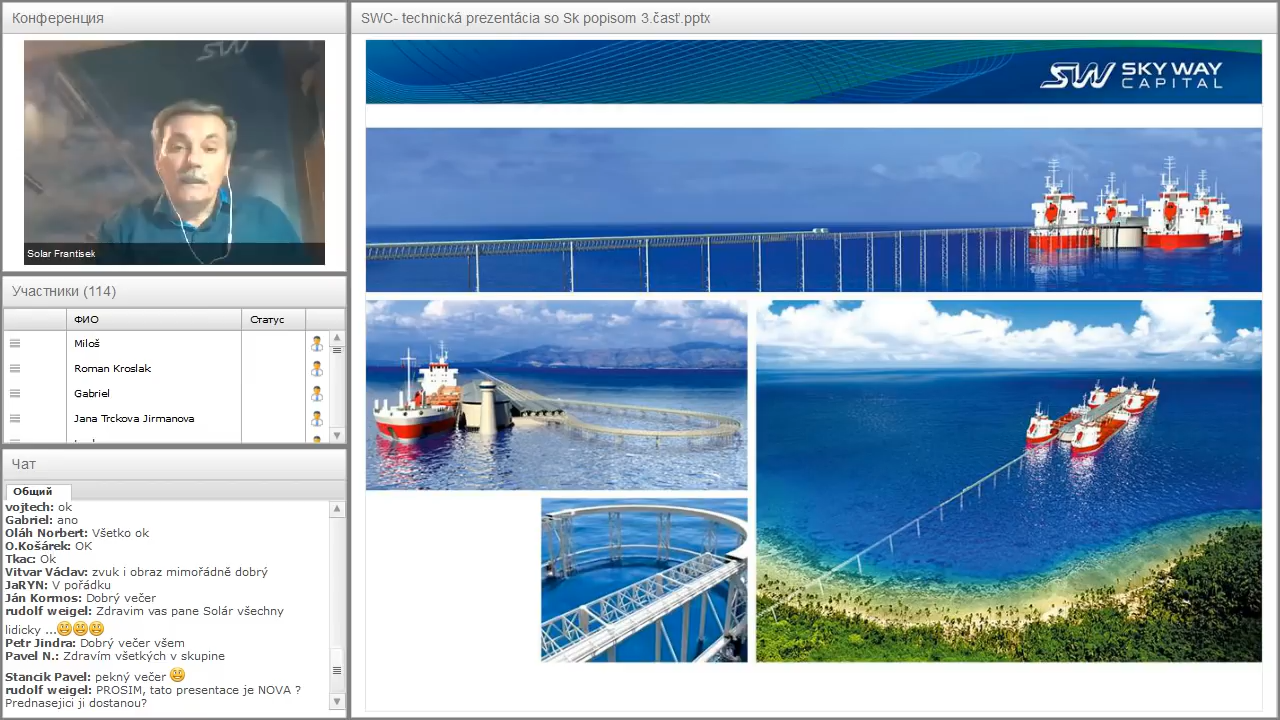 Конференция
SW
Solar Frantisek
Участники (114)
ФИО
Статус
Miloš
Roman Kroslak
Gabriel
Jana Trckova Jirmanova
Чат
Общий
vojtech: ok
Gabriel: ano
Oláh Norbert: Všetko ok
O.Košárek: OK
Tkac: Ok
Vitvar Václav: zvuk i obraz mimořádně dobrý
JaRYN: V pořádku
Ján Kormos: Dobrý večer
rudolf weigel: Zdravim vas pane Solár všechny
lidicky ...
Petr Jindra: Dobrý večer všem
Pavel N.: Zdravím všetkých v skupine
Stancik Pavel: pekný večer
rudolf weigel: PROSIM, tato presentace je NOVA ?
Prednasejici ji dostanou?
SWC- technická prezentácia so Sk popisom 3.časť.pptx
SW SKY WAY
CAPITAL